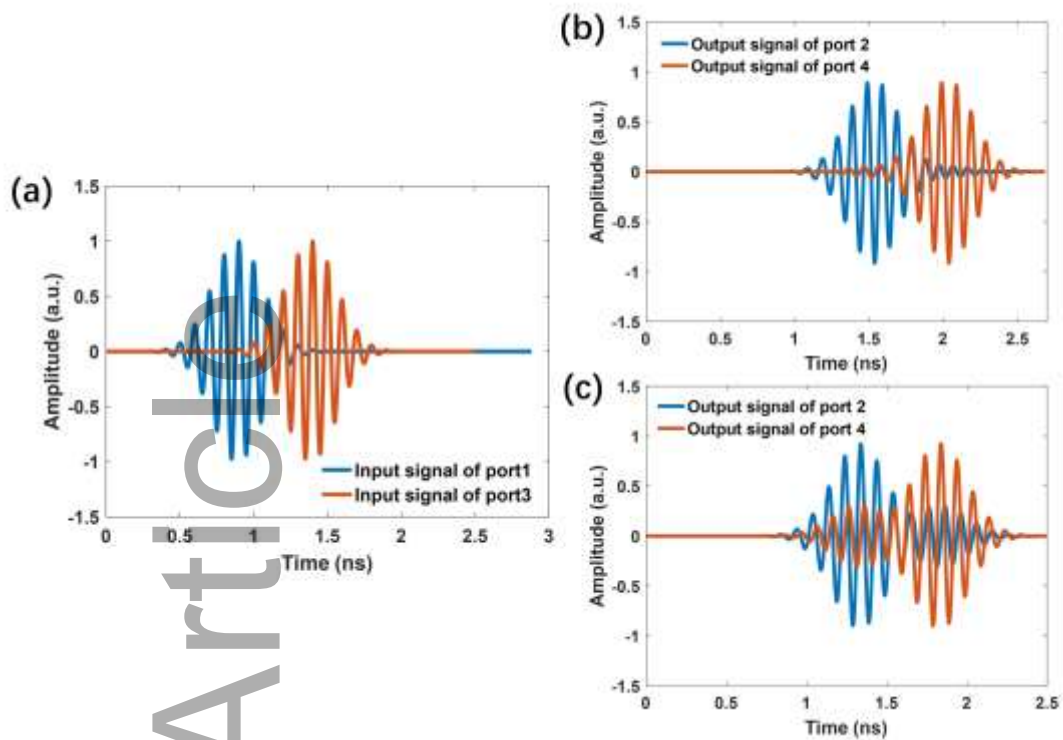 (a)
1.5
1
0.5
0
-0.5
-1
-1.5
Amplitude (a.u.)
Input signal of port1
Input signal of port3
0 0.5 1 1.5 2 2.5 3
Time (ns)
(b)
1.5
1
0.5
0
-0.5
-1
-1.5
Amplitude (a.u.)
Output signal of port 2
Output signal of port 4
0 0.5 1 1.5 2 2.5
Time (ns)
(c)
1.5
1
0.5
0
-0.5
-1
-1.5
Amplitude (a.u.)
Output signal of port 2
Output signal of port 4
0 0.5 1 1.5 2 2.5
Time (ns)